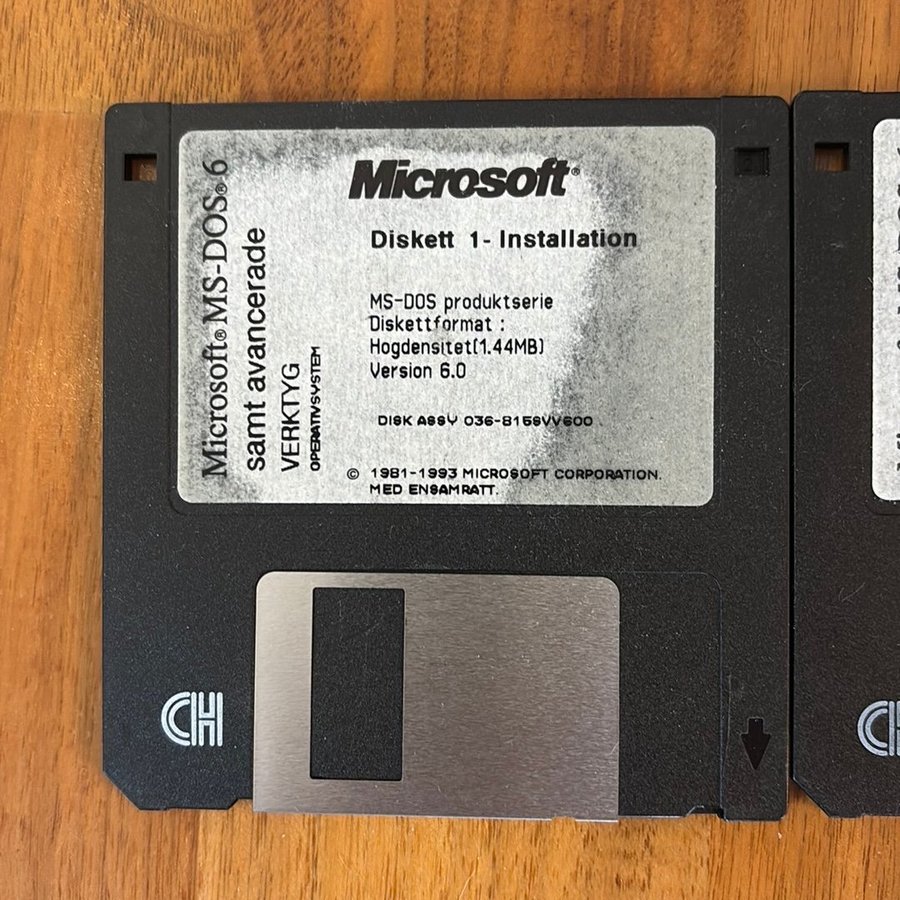 Microsoft® MS-DOS® 6
samt avancerade
VERKTYG
OPERATIVSYSTEM
Microsoft®
Diskett 1- Installation
MS-DOS produktserie
Diskettformat :
Hogdensitet(1.44MB)
Version 6.0
DISK ASSY 036-815SVV600
© 1981-1993 MICROSOFT CORPORATION.
MED ENSAMRATT.
CH